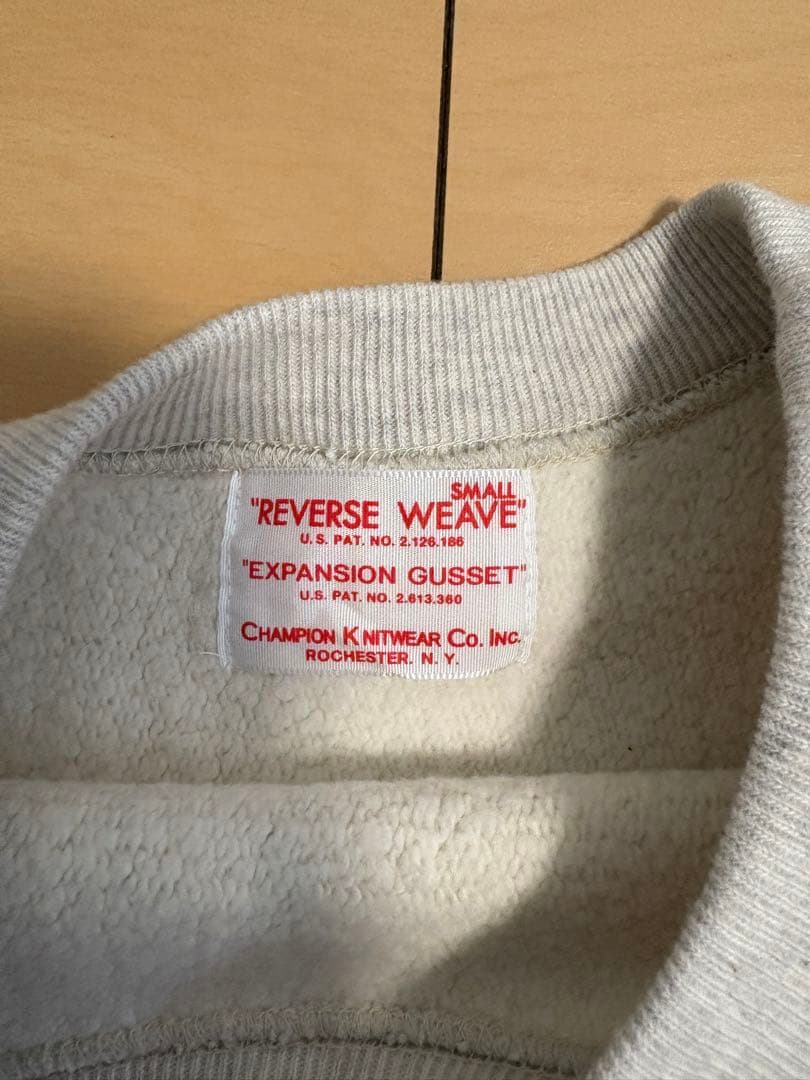 SMALL
"REVERSE WEAVE"
U.S. PAT. NO. 2.126.186
"EXPANSION GUSSET"
U.S. PAT. NO. 2.613.360
CHAMPION KNITWEAR CO. INC.
ROCHESTER. N. Y.